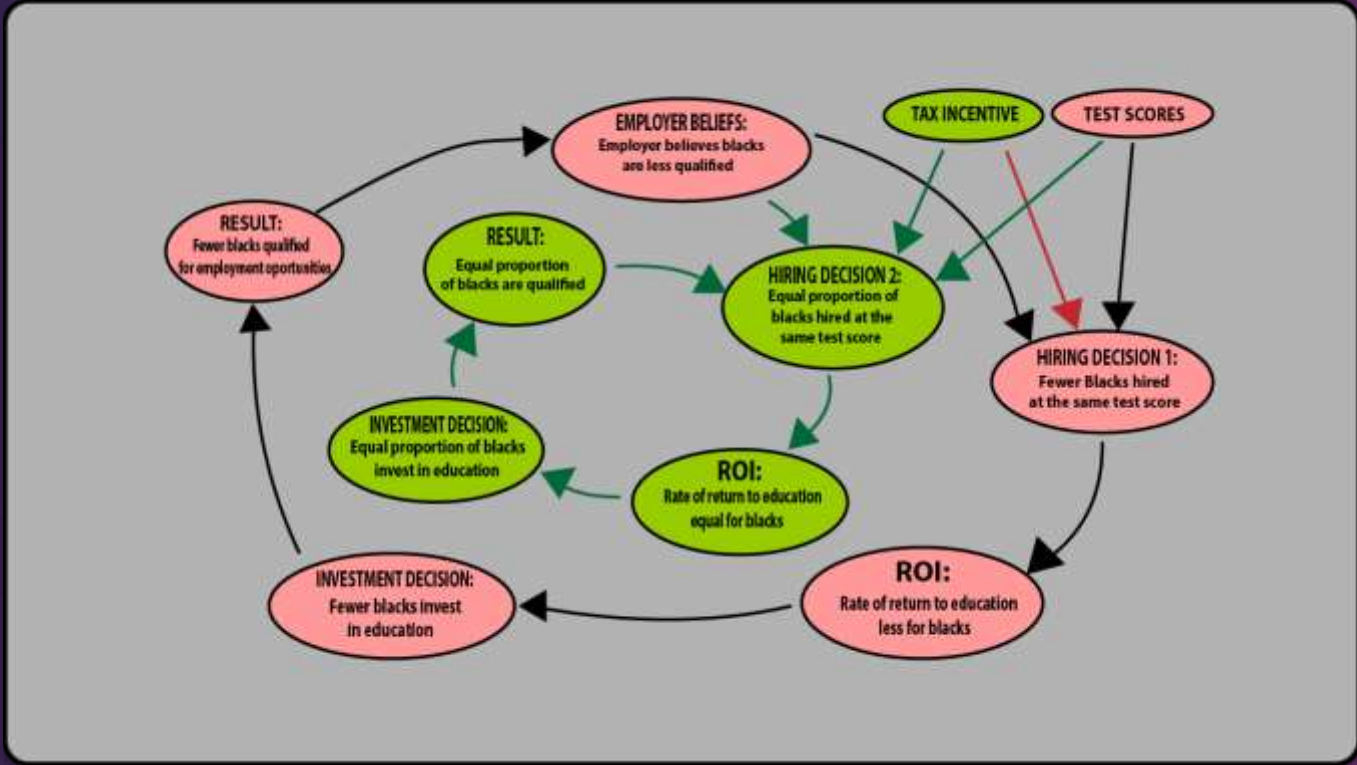 EMPLOYER BELIEFS:
Employer believes blacks
are less qualified
TAX INCENTIVE
TEST SCORES
RESULT:
Fewer blacks qualified
for employment oportunities
RESULT:
Equal proportion
of blacks are qualified
HIRING DECISION 2:
Equal proportion of
blacks hired at the
same test score
HIRING DECISION 1:
Fewer Blacks hired
at the same test score
INVESTMENT DECISION:
Equal proportion of blacks
invest in education
ROI:
Rate of return to education
equal for blacks
INVESTMENT DECISION:
Fewer blacks invest
in education
ROI:
Rate of return to education
less for blacks